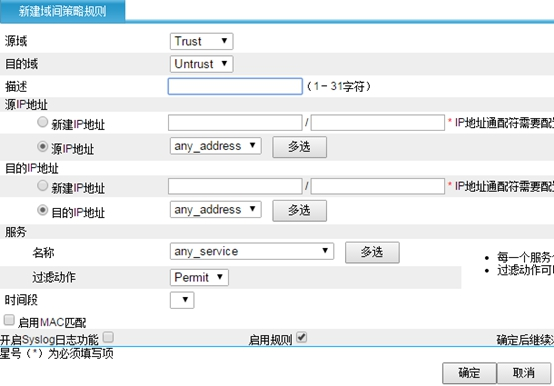 新建域间策略规则
源域 Trust
目的域 Untrust
描述 （1－31字符）
源IP地址
新建IP地址 / * IP地址通配符需要配
源IP地址 any_address 多选
目的IP地址
新建IP地址 / * IP地址通配符需要配
目的IP地址 any_address 多选
服务
名称 any_service 多选 • 每一个服务
过滤动作 Permit • 过滤动作可
时间段
启用MAC匹配
开启Syslog日志功能 启用规则 确定后继续
星号（*）为必须填写项
确定 取消